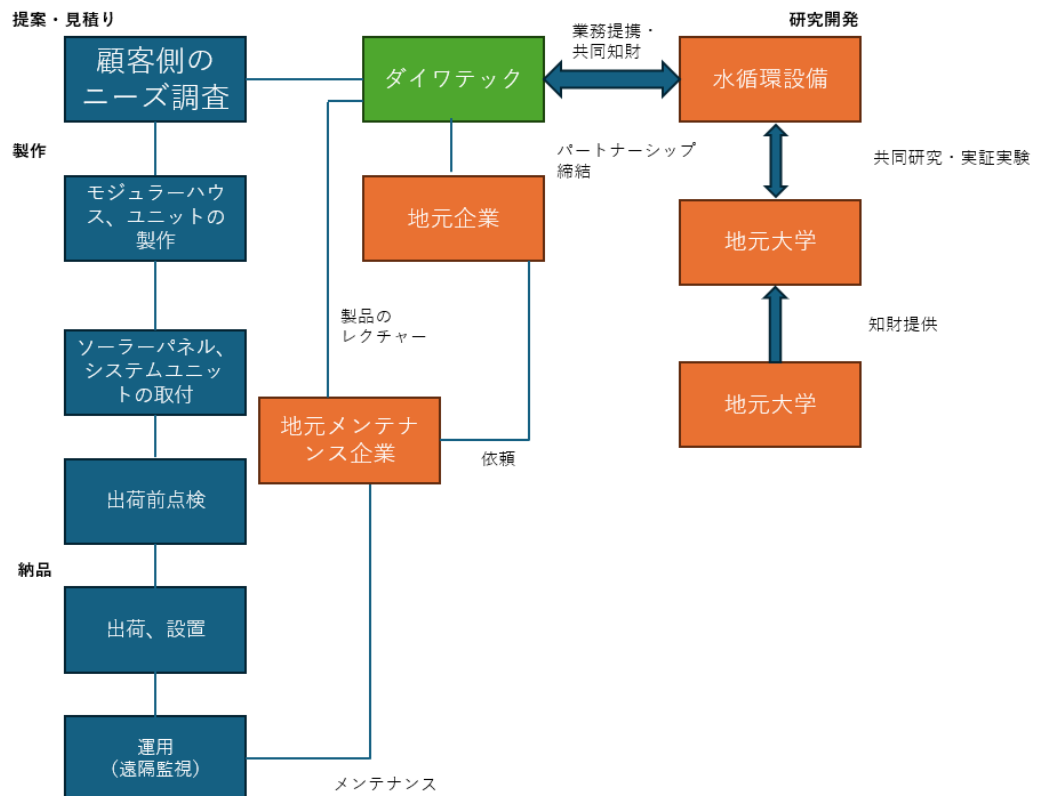 提案・見積り
顧客側の
ニーズ調査
ダイワテック
業務提携・
共同知財
研究開発
水循環設備
製作
モジュラーハウ
ス、ユニットの
製作
地元企業
パートナーシップ
締結
共同研究・実証実験
地元大学
ソーラーパネル、
システムユニッ
トの取付
製品の
レクチャー
知財提供
地元大学
地元メンテナ
ンス企業
依頼
出荷前点検
納品
出荷、設置
運用
（遠隔監視）
メンテナンス